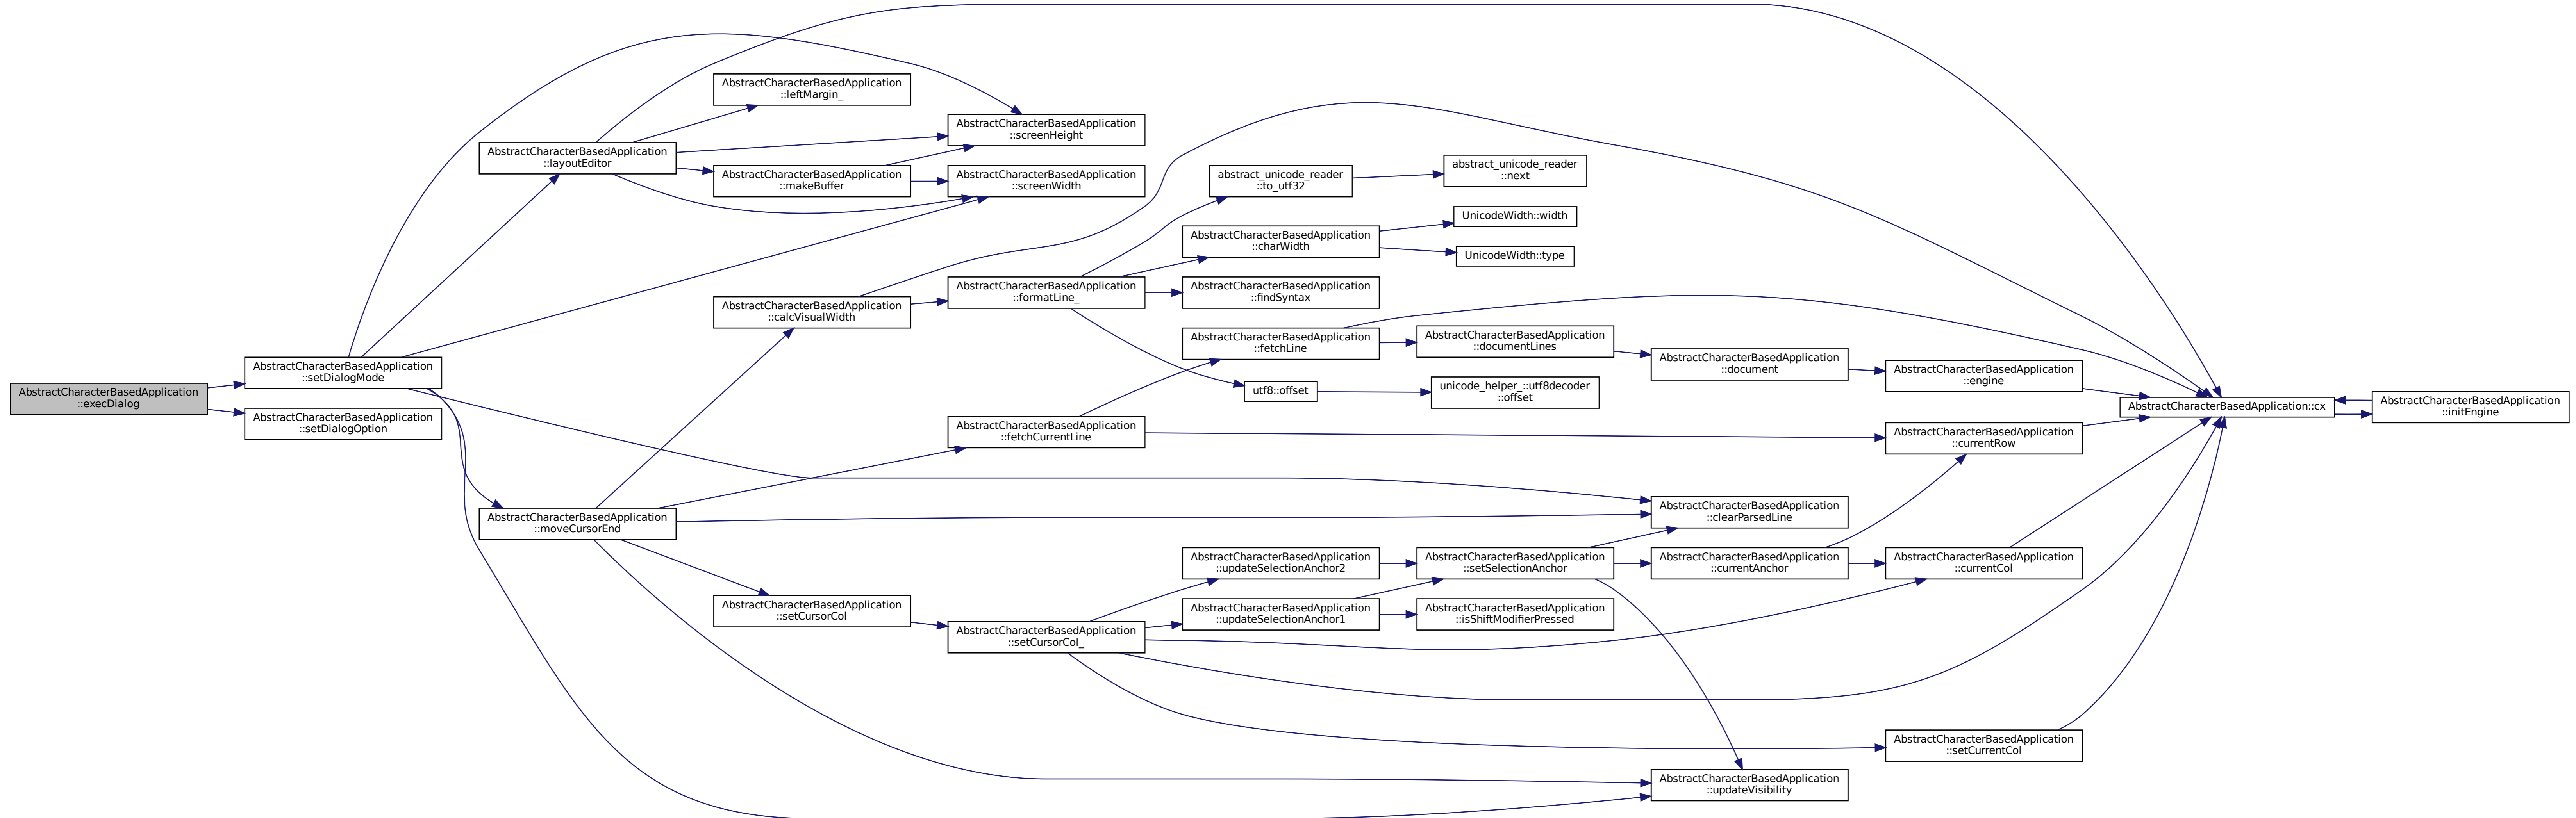 AbstractCharacterBasedApplication
::execDialog
AbstractCharacterBasedApplication
::setDialogMode
AbstractCharacterBasedApplication
::setDialogOption
AbstractCharacterBasedApplication
::layoutEditor
AbstractCharacterBasedApplication
::moveCursorEnd
AbstractCharacterBasedApplication
::leftMargin_
AbstractCharacterBasedApplication
::makeBuffer
AbstractCharacterBasedApplication
::calcVisualWidth
AbstractCharacterBasedApplication
::setCursorCol
AbstractCharacterBasedApplication
::screenHeight
AbstractCharacterBasedApplication
::screenWidth
AbstractCharacterBasedApplication
::formatLine_
AbstractCharacterBasedApplication
::fetchCurrentLine
AbstractCharacterBasedApplication
::setCursorCol_
abstract_unicode_reader
::to_utf32
AbstractCharacterBasedApplication
::charWidth
AbstractCharacterBasedApplication
::findSyntax
AbstractCharacterBasedApplication
::fetchLine
utf8::offset
AbstractCharacterBasedApplication
::updateSelectionAnchor2
AbstractCharacterBasedApplication
::updateSelectionAnchor1
abstract_unicode_reader
::next
UnicodeWidth::width
UnicodeWidth::type
AbstractCharacterBasedApplication
::documentLines
unicode_helper_::utf8decoder
::offset
AbstractCharacterBasedApplication
::setSelectionAnchor
AbstractCharacterBasedApplication
::isShiftModifierPressed
AbstractCharacterBasedApplication
::document
AbstractCharacterBasedApplication
::clearParsedLine
AbstractCharacterBasedApplication
::currentAnchor
AbstractCharacterBasedApplication
::updateVisibility
AbstractCharacterBasedApplication
::engine
AbstractCharacterBasedApplication
::currentRow
AbstractCharacterBasedApplication
::currentCol
AbstractCharacterBasedApplication
::setCurrentCol
AbstractCharacterBasedApplication::cx
AbstractCharacterBasedApplication
::initEngine